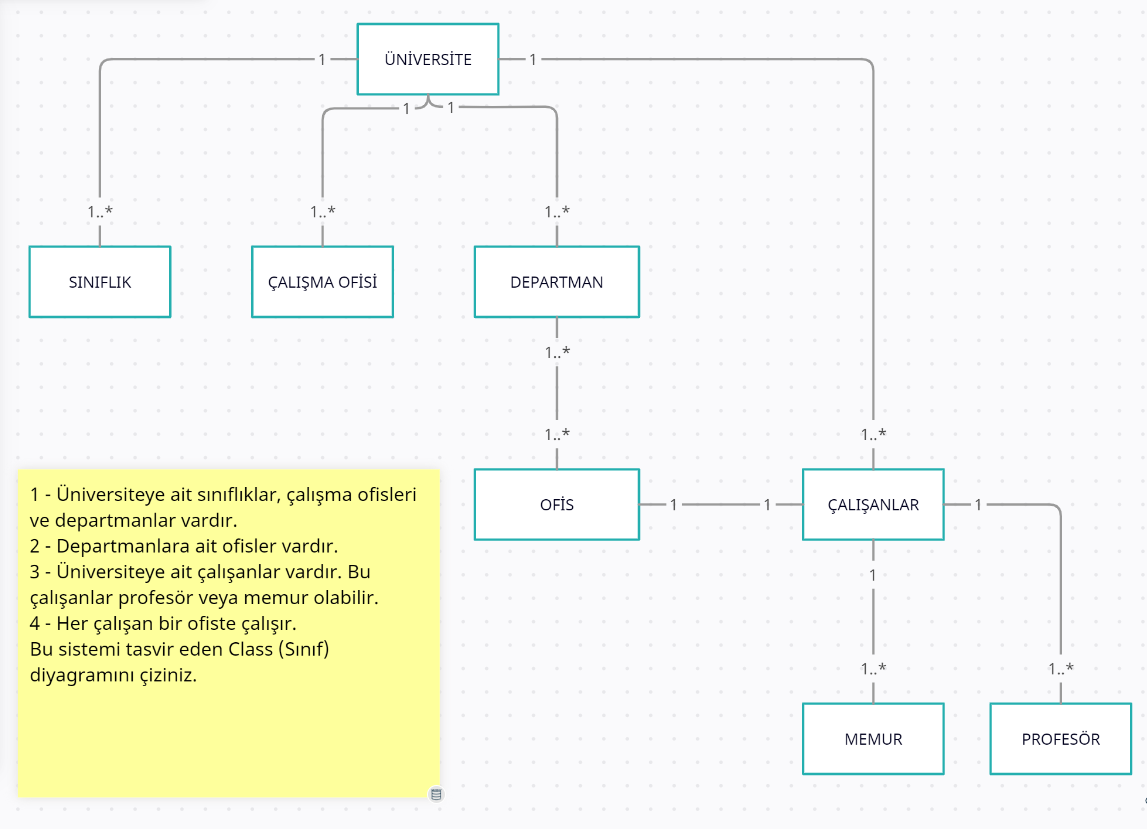 ÜNİVERSİTE
1
1
1
1
1..*
1..*
1..*
SINIFLIK
ÇALIŞMA OFİSİ
DEPARTMAN
1..*
1..*
1..*
OFİS
1
1
ÇALIŞANLAR
1
1
1..*
1..*
MEMUR
PROFESÖR
1 - Üniversiteye ait sınıflıklar, çalışma ofisleri
ve departmanlar vardır.
2 - Departmanlara ait ofisler vardır.
3 - Üniversiteye ait çalışanlar vardır. Bu
çalışanlar profesör veya memur olabilir.
4 - Her çalışan bir ofiste çalışır.
Bu sistemi tasvir eden Class (Sınıf)
diyagramını çiziniz.